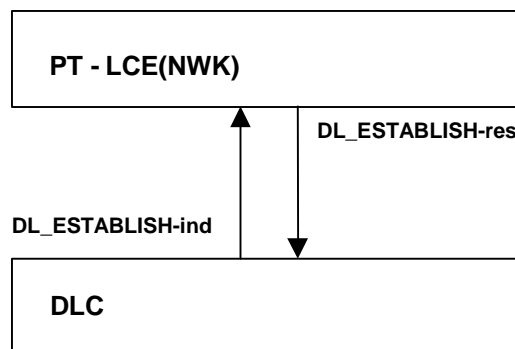 PT - LCE(NWK)
DL_ESTABLISH-res
DL_ESTABLISH-ind
DLC